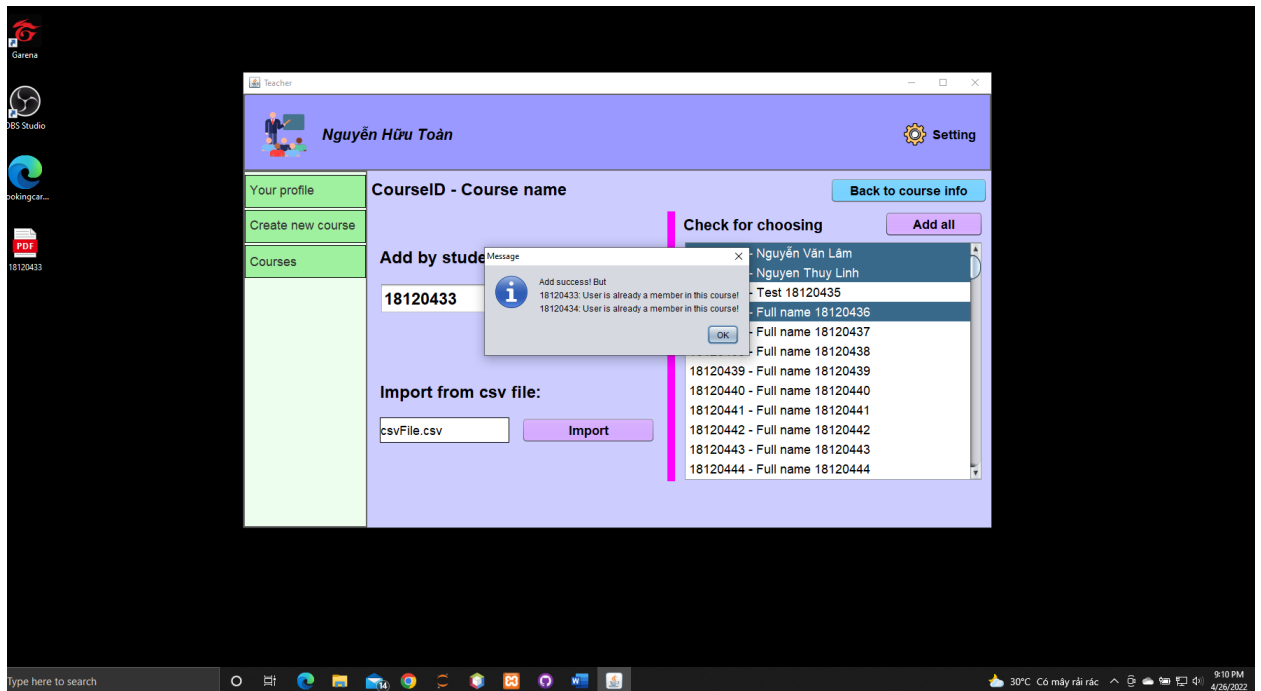 Garena
OBS Studio
ookingcar...
PDF
18120433
Teacher
Nguyễn Hữu Toàn
Setting
Your profile
Create new course
Courses
CourseID - Course name
Back to course info
Add by stude
18120433
Import from csv file:
csvFile.csv
Import
Check for choosing
Add all
- Nguyễn Văn Lâm
- Nguyen Thuy Linh
- Test 18120435
- Full name 18120436
- Full name 18120437
- Full name 18120438
18120439 - Full name 18120439
18120440 - Full name 18120440
18120441 - Full name 18120441
18120442 - Full name 18120442
18120443 - Full name 18120443
18120444 - Full name 18120444
Message
Add success! But
18120433: User is already a member in this course!
18120434: User is already a member in this course!
OK
Type here to search
14
30°C Có mây rải rác
9:10 PM
4/26/2022